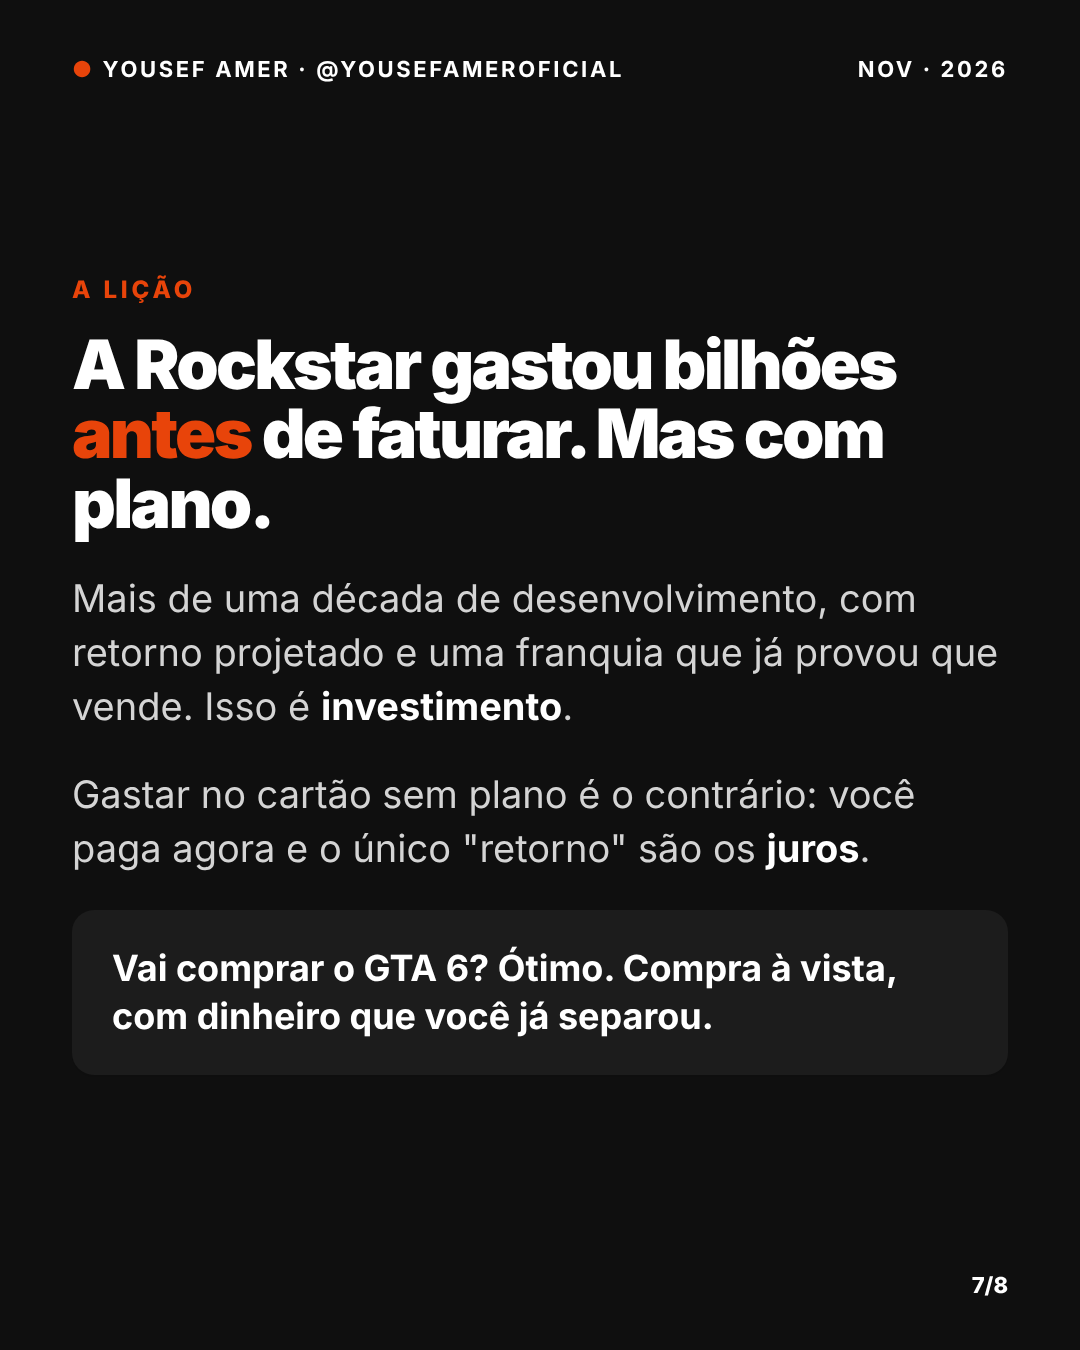 YOUSEF AMER · @YOUSEFAMEROFICIAL
NOV · 2026
A LIÇÃO
A Rockstar gastou bilhões
antes de faturar. Mas com
plano.
Mais de uma década de desenvolvimento, com
retorno projetado e uma franquia que já provou que
vende. Isso é investimento.
Gastar no cartão sem plano é o contrário: você
paga agora e o único "retorno" são os juros.
Vai comprar o GTA 6? Ótimo. Compra à vista,
com dinheiro que você já separou.
7/8